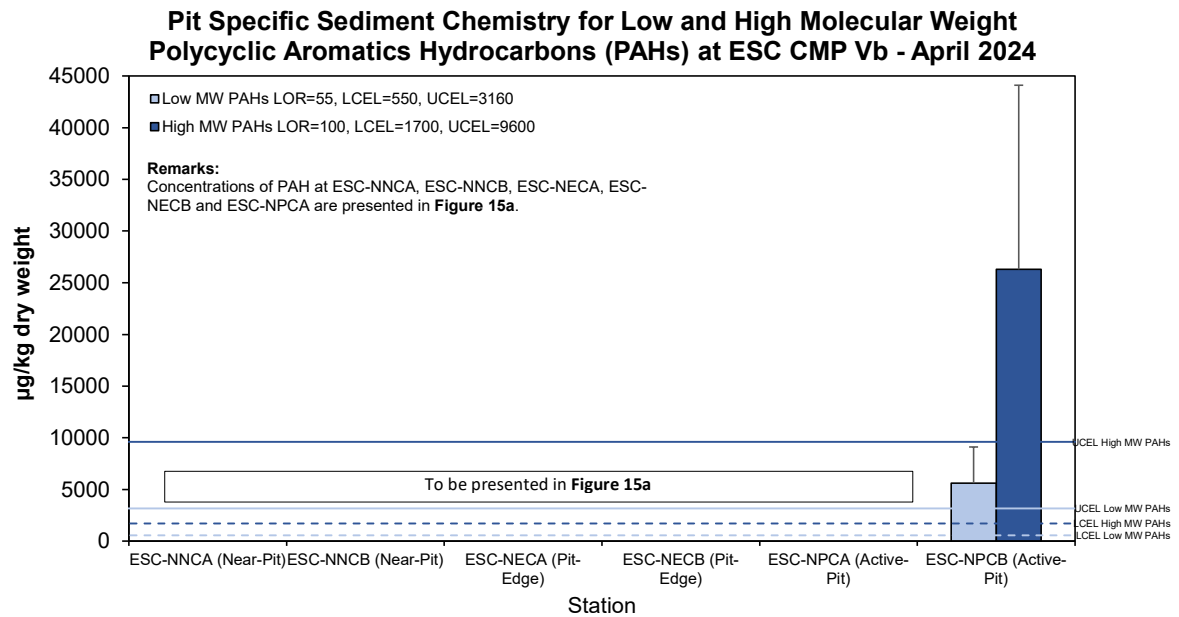 Pit Specific Sediment Chemistry for Low and High Molecular Weight
Polycyclic Aromatics Hydrocarbons (PAHs) at ESC CMP Vb - April 2024
45000
40000
35000
30000
25000
20000
15000
10000
5000
0
µg/kg dry weight
Low MW PAHs LOR=55, LCEL=550, UCEL=3160
High MW PAHs LOR=100, LCEL=1700, UCEL=9600
Remarks:
Concentrations of PAH at ESC-NNCA, ESC-NNCB, ESC-NECA, ESC-
NECB and ESC-NPCA are presented in Figure 15a.
To be presented in Figure 15a
UCEL High MW PAHs
UCEL Low MW PAHs
LCEL High MW PAHs
LCEL Low MW PAHs
ESC-NNCA (Near-Pit)
ESC-NNCB (Near-Pit)
ESC-NECA (Pit-
Edge)
ESC-NECB (Pit-
Edge)
ESC-NPCA (Active-
Pit)
ESC-NPCB (Active-
Pit)
Station